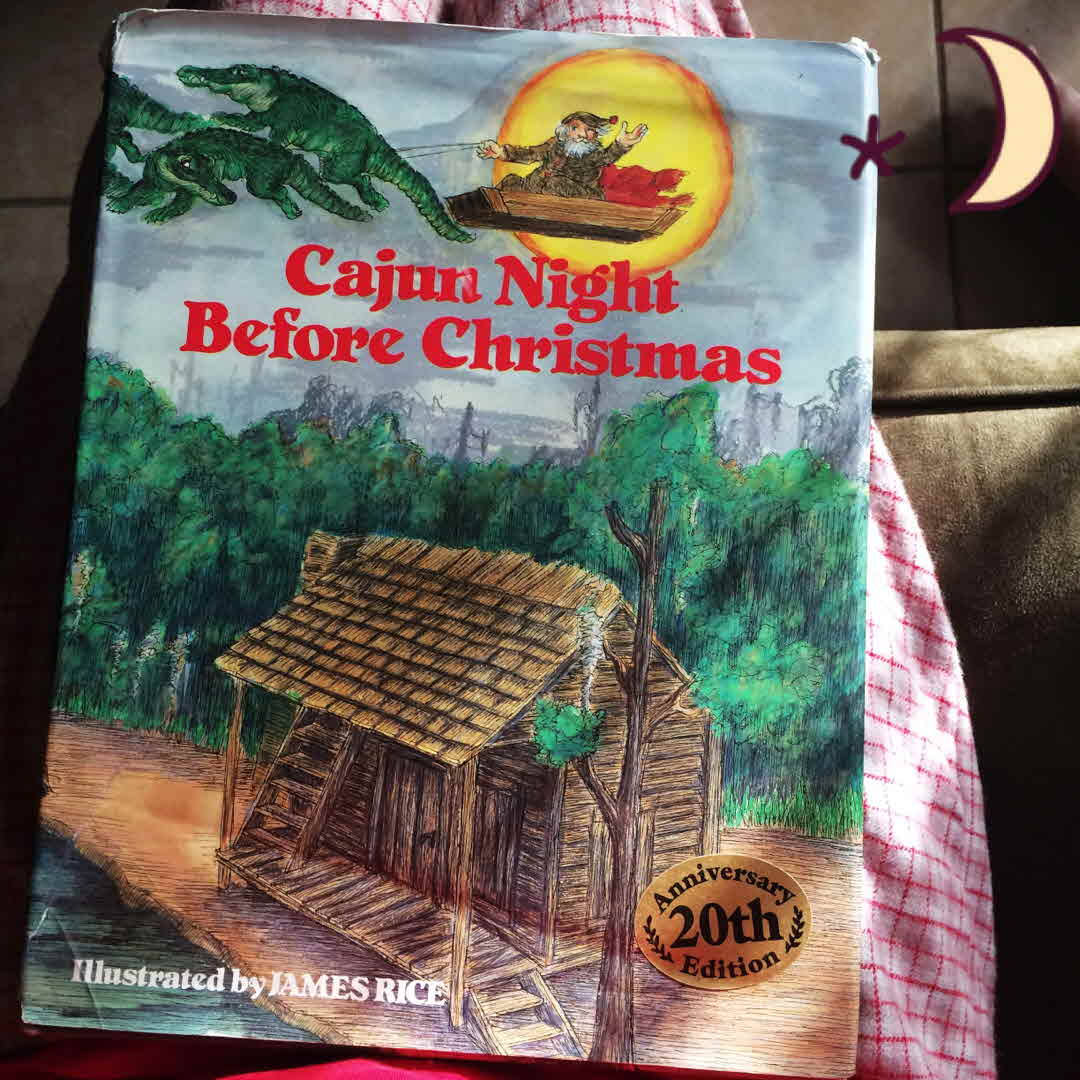 Cajun Night
Before Christmas
Anniversary
20th
Edition
Illustrated by JAMES RICE